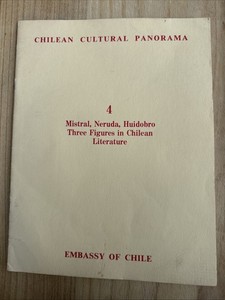 CHILEAN CULTURAL PANORAMA
4
Mistral, Neruda, Huidobro
Three Figures in Chilean
Literature
EMBASSY OF CHILE